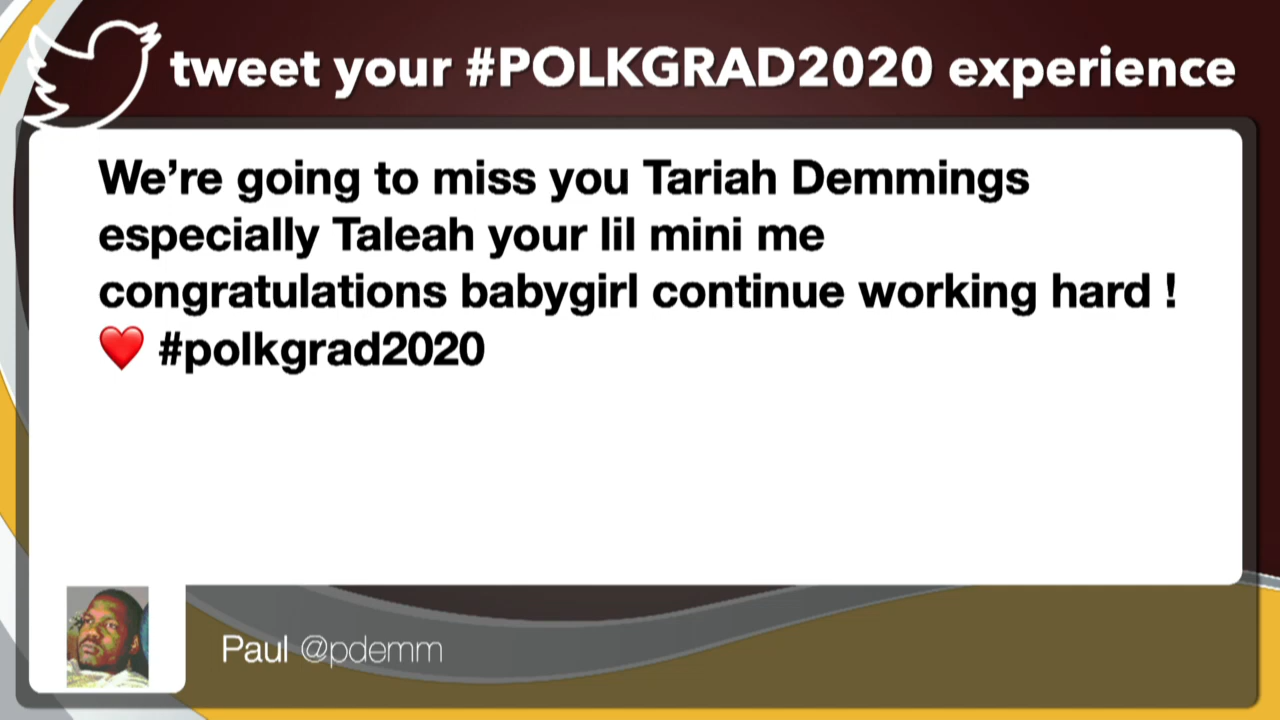 tweet your #POLKGRAD2020 experience
We’re going to miss you Tariah Demmings
especially Taleah your lil mini me
congratulations babygirl continue working hard !
❤️ #polkgrad2020
Paul @pdemm